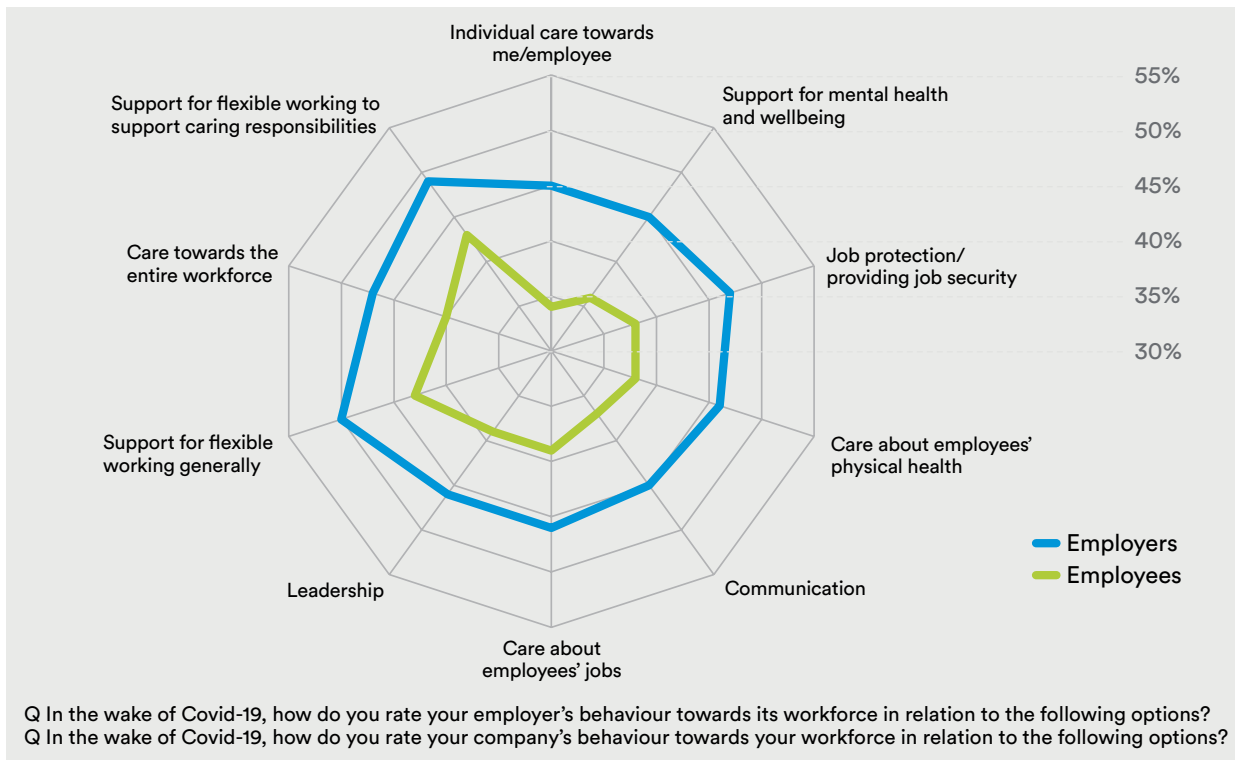 Individual care towards
me/employee
Support for mental health
and wellbeing
Job protection/
providing job security
Care about employees’
physical health
Communication
Care about
employees’ jobs
Leadership
Support for flexible
working generally
Care towards the
entire workforce
Support for flexible working to
support caring responsibilities
55%
50%
45%
40%
35%
30%
Employers
Employees
Q In the wake of Covid-19, how do you rate your employer’s behaviour towards its workforce in relation to the following options?
Q In the wake of Covid-19, how do you rate your company’s behaviour towards your workforce in relation to the following options?